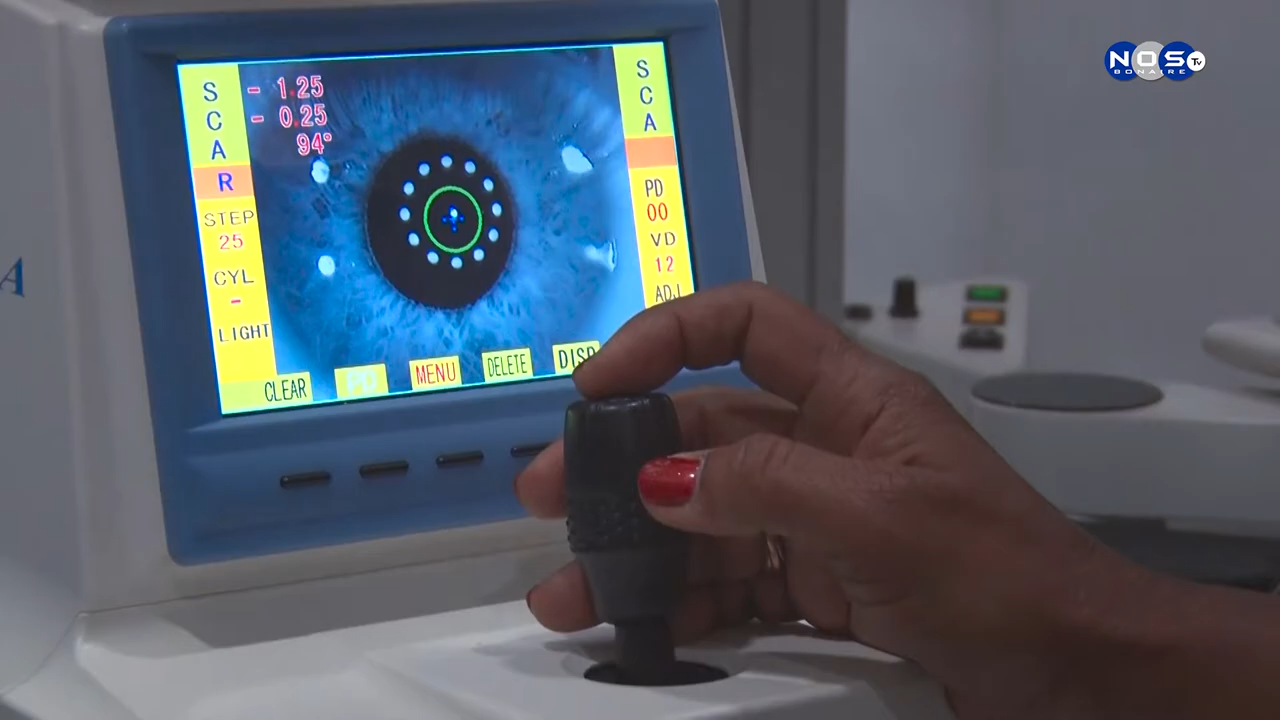 A
S - 1.25
C - 0.25
A 94°
R
STEP
25
CYL
-
LIGHT
CLEAR
PD
MENU
DELETE
DISP
S
C
A
PD
00
VD
12
ADJ
NOS TV
BONAIRE